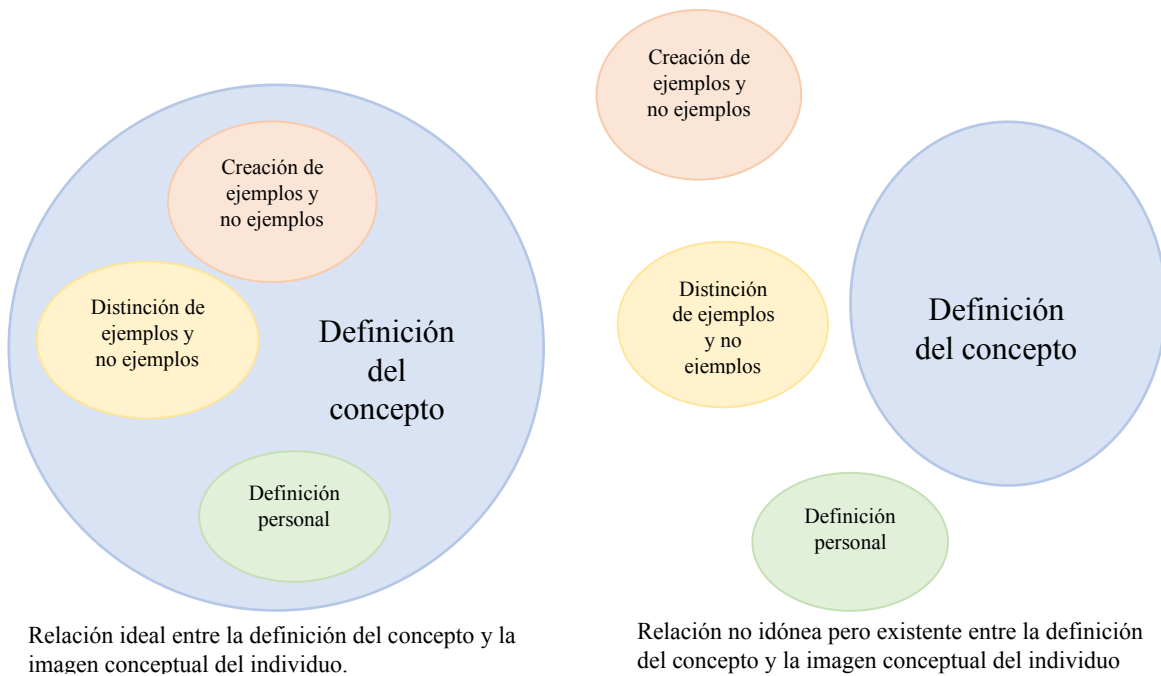 Creación de
ejemplos y
no ejemplos
Distinción de
ejemplos y
no ejemplos
Definición
del
concepto
Definición
personal
Relación ideal entre la definición del concepto y la
imagen conceptual del individuo.
Creación de
ejemplos y
no ejemplos
Distinción
de ejemplos
y no
ejemplos
Definición
del concepto
Definición
personal
Relación no idónea pero existente entre la definición
del concepto y la imagen conceptual del individuo